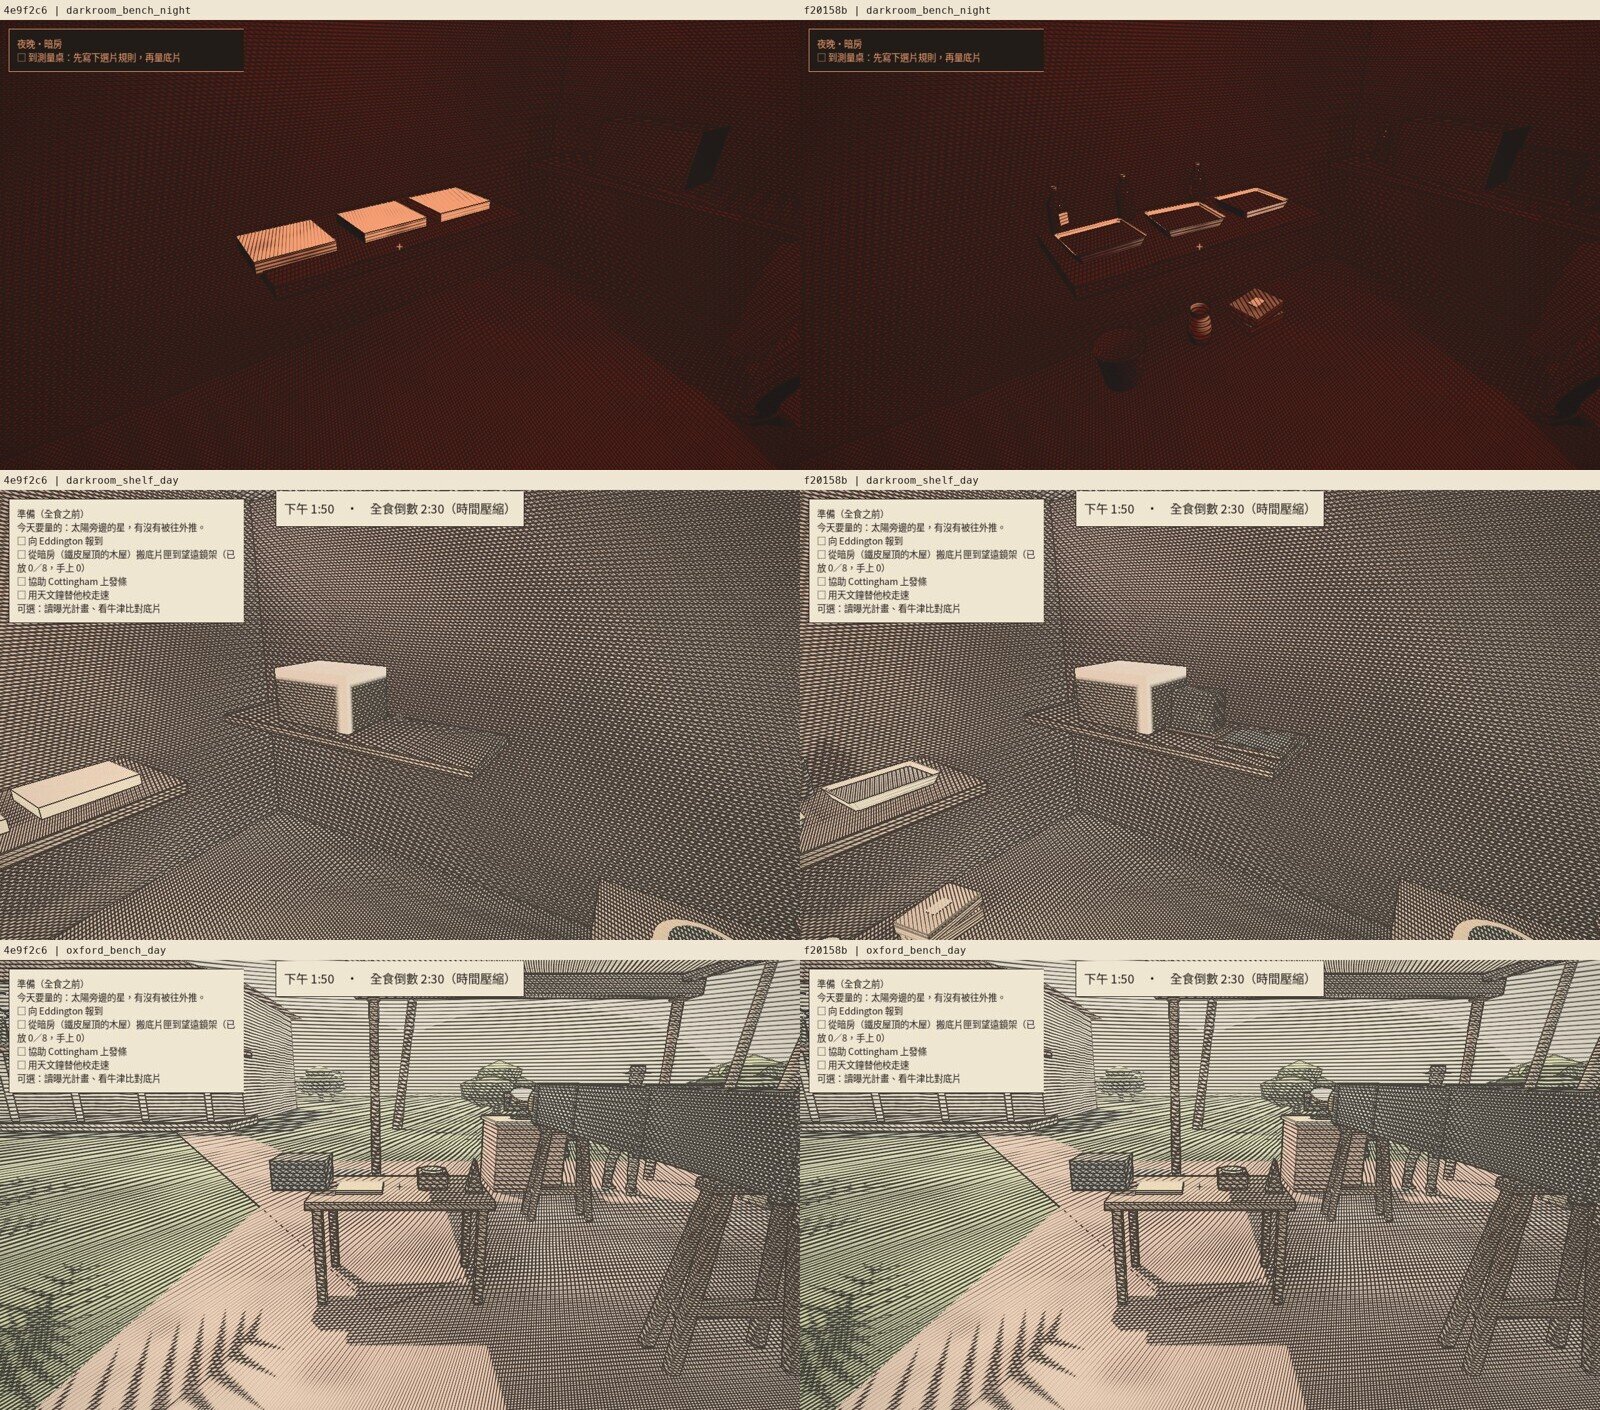 4e9f2c6 | darkroom_bench_night
夜晚・暗房
□ 到測量桌：先寫下選片規則，再量底片
f20158b | darkroom_bench_night
夜晚・暗房
□ 到測量桌：先寫下選片規則，再量底片
4e9f2c6 | darkroom_shelf_day
準備（全食之前）
今天要量的：太陽旁邊的星，有沒有被往外推。
□ 向 Eddington 報到
□ 從暗房（鐵皮屋頂的木屋）搬底片匣到望遠鏡架（已
放 0／8，手上 0）
□ 協助 Cottingham 上發條
□ 用天文鐘替他校走速
可選：讀曝光計畫、看牛津比對底片
下午 1:50 ・ 全食倒數 2:30（時間壓縮）
f20158b | darkroom_shelf_day
準備（全食之前）
今天要量的：太陽旁邊的星，有沒有被往外推。
□ 向 Eddington 報到
□ 從暗房（鐵皮屋頂的木屋）搬底片匣到望遠鏡架（已
放 0／8，手上 0）
□ 協助 Cottingham 上發條
□ 用天文鐘替他校走速
可選：讀曝光計畫、看牛津比對底片
下午 1:50 ・ 全食倒數 2:30（時間壓縮）
4e9f2c6 | oxford_bench_day
準備（全食之前）
今天要量的：太陽旁邊的星，有沒有被往外推。
□ 向 Eddington 報到
□ 從暗房（鐵皮屋頂的木屋）搬底片匣到望遠鏡架（已
放 0／8，手上 0）
□ 協助 Cottingham 上發條
□ 用天文鐘替他校走速
可選：讀曝光計畫、看牛津比對底片
下午 1:50 ・ 全食倒數 2:30（時間壓縮）
f20158b | oxford_bench_day
準備（全食之前）
今天要量的：太陽旁邊的星，有沒有被往外推。
□ 向 Eddington 報到
□ 從暗房（鐵皮屋頂的木屋）搬底片匣到望遠鏡架（已
放 0／8，手上 0）
□ 協助 Cottingham 上發條
□ 用天文鐘替他校走速
可選：讀曝光計畫、看牛津比對底片
下午 1:50 ・ 全食倒數 2:30（時間壓縮）